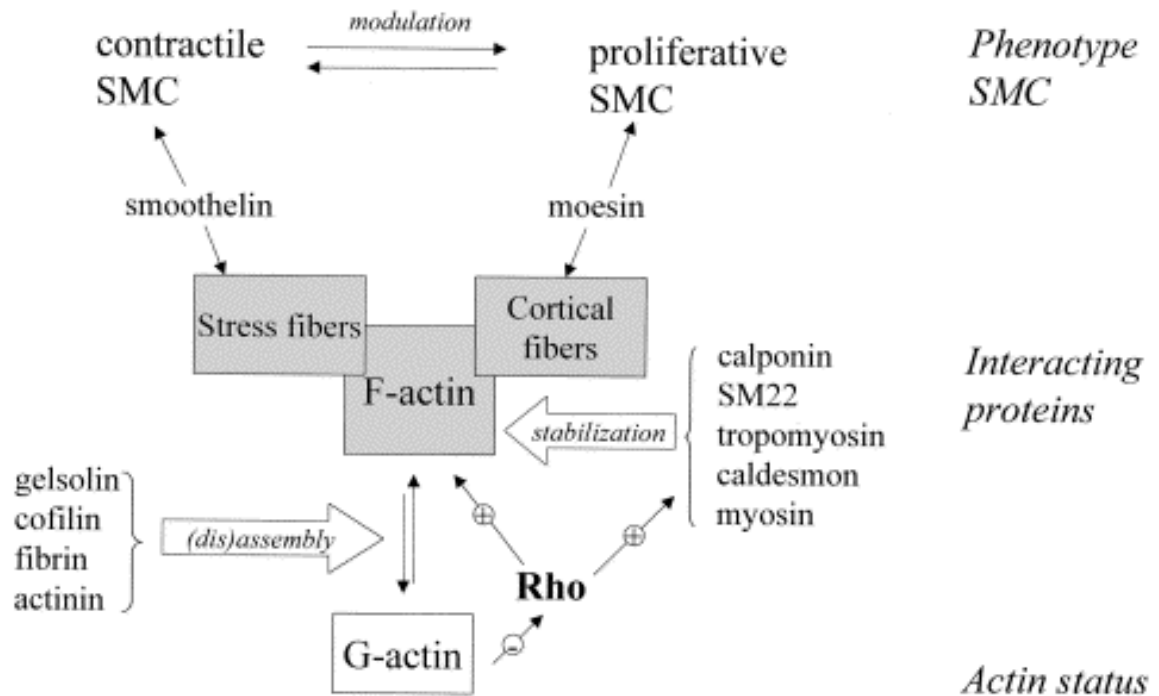 modulation
contractile
SMC
proliferative
SMC
Phenotype
SMC
smoothelin
moesin
Stress fibers
Cortical
fibers
F-actin
stabilization
calponin
SM22
tropomyosin
caldesmon
myosin
Interacting
proteins
gelsolin
cofilin
fibrin
actinin
(dis)assembly
+
+
Rho
-
G-actin
Actin status